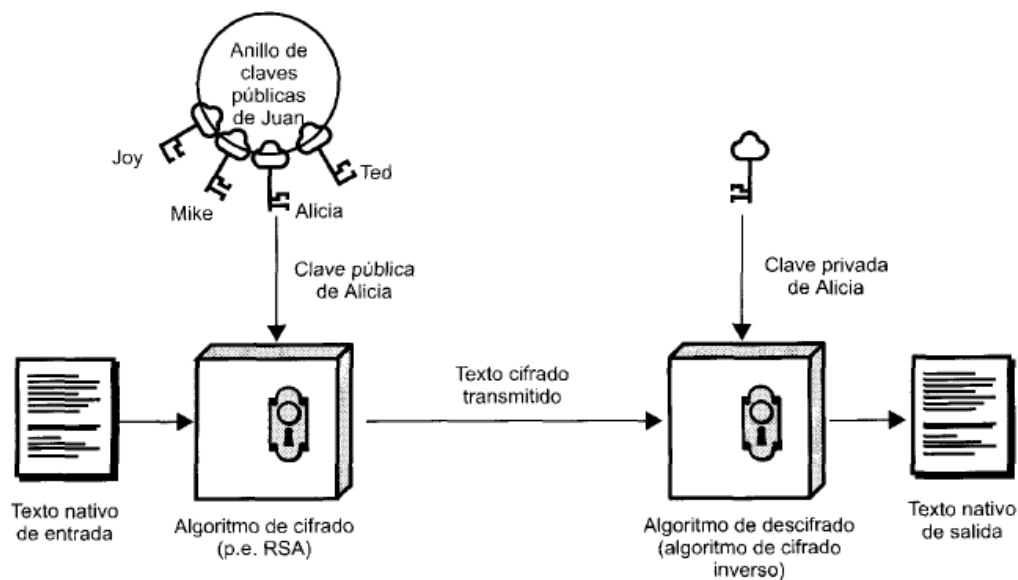 Anillo de
claves
públicas
de Juan
Joy
Mike
Alicia
Ted
Clave pública
de Alicia
Clave privada
de Alicia
Texto cifrado
transmitido
Texto nativo
de entrada
Algoritmo de cifrado
(p.e. RSA)
Algoritmo de descifrado
(algoritmo de cifrado
inverso)
Texto nativo
de salida